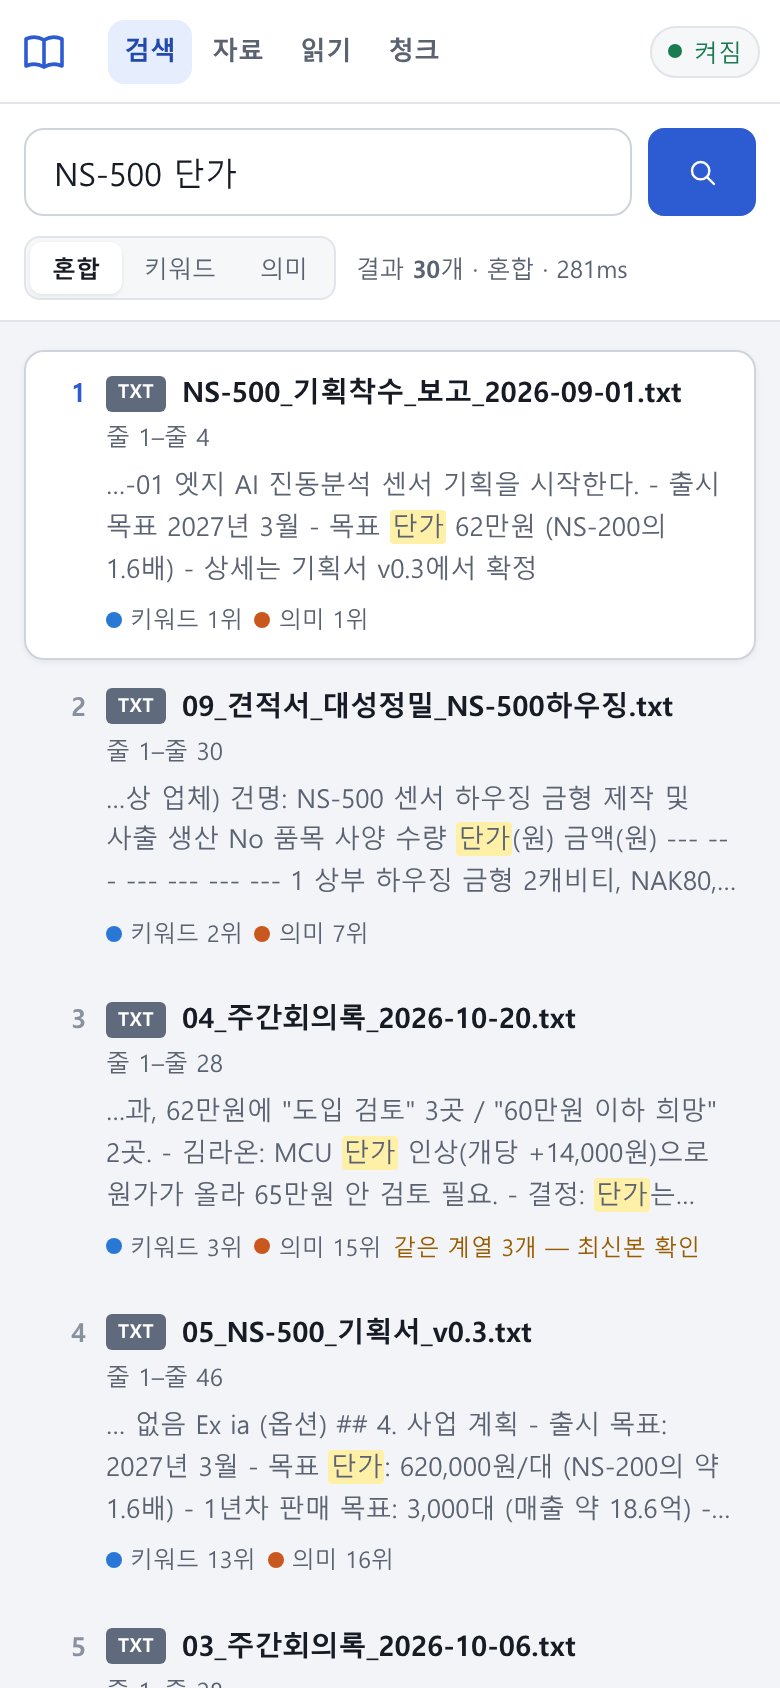 검색 자료 읽기 청크 켜짐
NS-500 단가
혼합 키워드 의미 결과 30개 · 혼합 · 281ms
1 TXT NS-500_기획착수_보고_2026-09-01.txt
줄 1–줄 4
...-01 엣지 AI 진동분석 센서 기획을 시작한다. - 출시
목표 2027년 3월 - 목표 단가 62만원 (NS-200의
1.6배) - 상세는 기획서 v0.3에서 확정
키워드 1위 의미 1위
2 TXT 09_견적서_대성정밀_NS-500하우징.txt
줄 1–줄 30
...상 업체) 건명: NS-500 센서 하우징 금형 제작 및
사출 생산 No 품목 사양 수량 단가(원) 금액(원) --- --
- --- --- --- --- 1 상부 하우징 금형 2캐비티, NAK80,...
키워드 2위 의미 7위
3 TXT 04_주간회의록_2026-10-20.txt
줄 1–줄 28
...과, 62만원에 "도입 검토" 3곳 / "60만원 이하 희망"
2곳. - 김라온: MCU 단가 인상(개당 +14,000원)으로
원가가 올라 65만원 안 검토 필요. - 결정: 단가는...
키워드 3위 의미 15위 같은 계열 3개 — 최신본 확인
4 TXT 05_NS-500_기획서_v0.3.txt
줄 1–줄 46
... 없음 Ex ia (옵션) ## 4. 사업 계획 - 출시 목표:
2027년 3월 - 목표 단가: 620,000원/대 (NS-200의 약
1.6배) - 1년차 판매 목표: 3,000대 (매출 약 18.6억) -...
키워드 13위 의미 16위
5 TXT 03_주간회의록_2026-10-06.txt